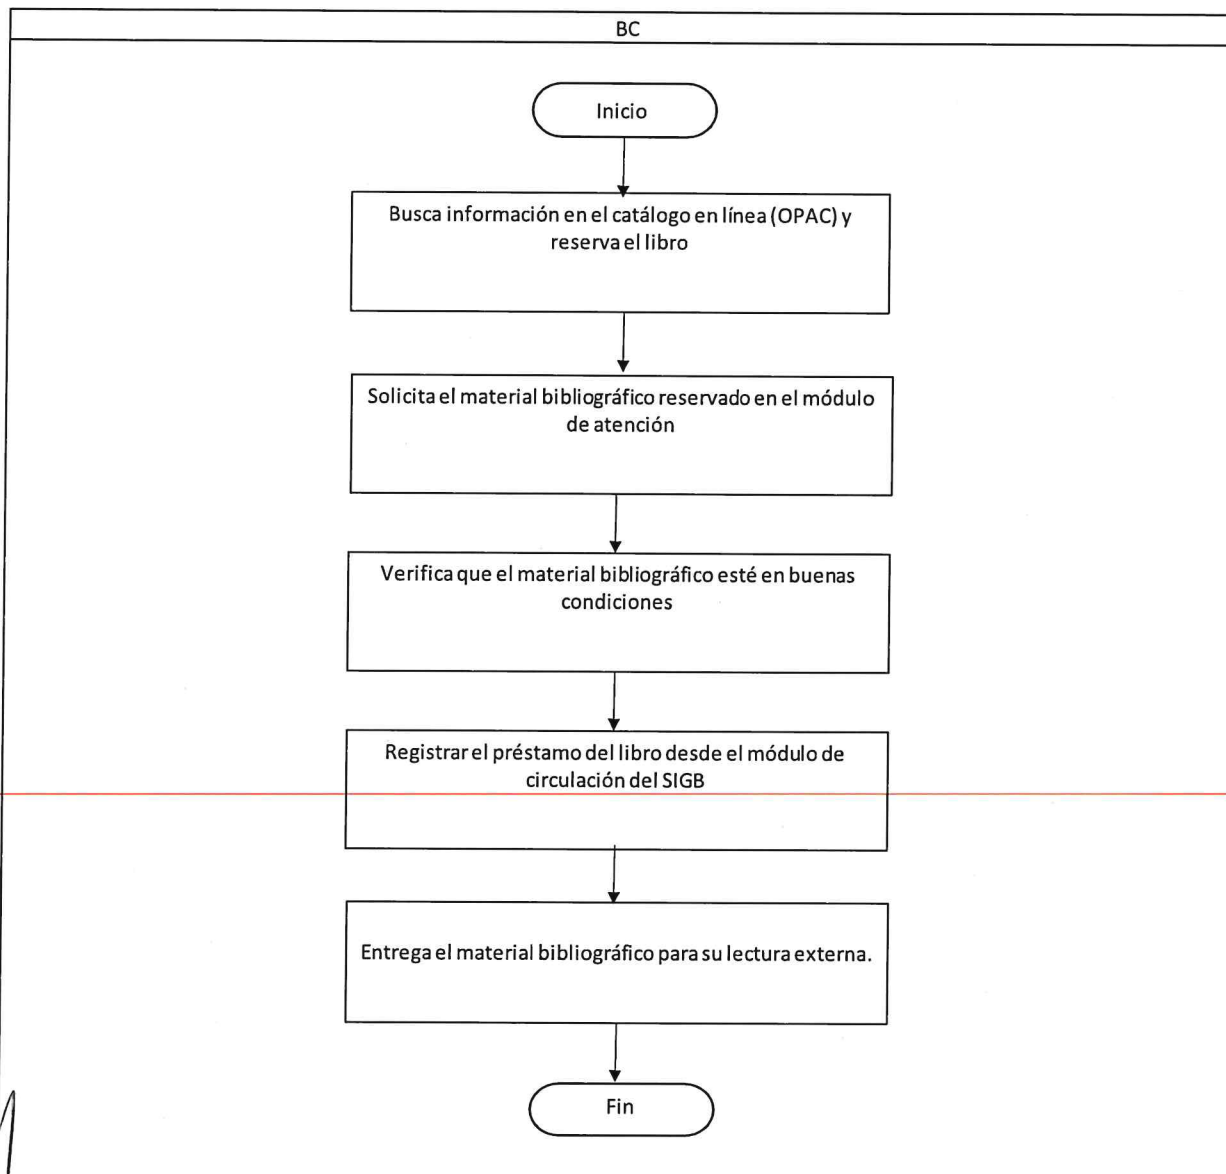 BC
Inicio
Busca información en el catálogo en línea (OPAC) y
reserva el libro
Solicita el material bibliográfico reservado en el módulo
de atención
Verifica que el material bibliográfico esté en buenas
condiciones
Registrar el préstamo del libro desde el módulo de
circulación del SIGB
Entrega el material bibliográfico para su lectura externa.
Fin